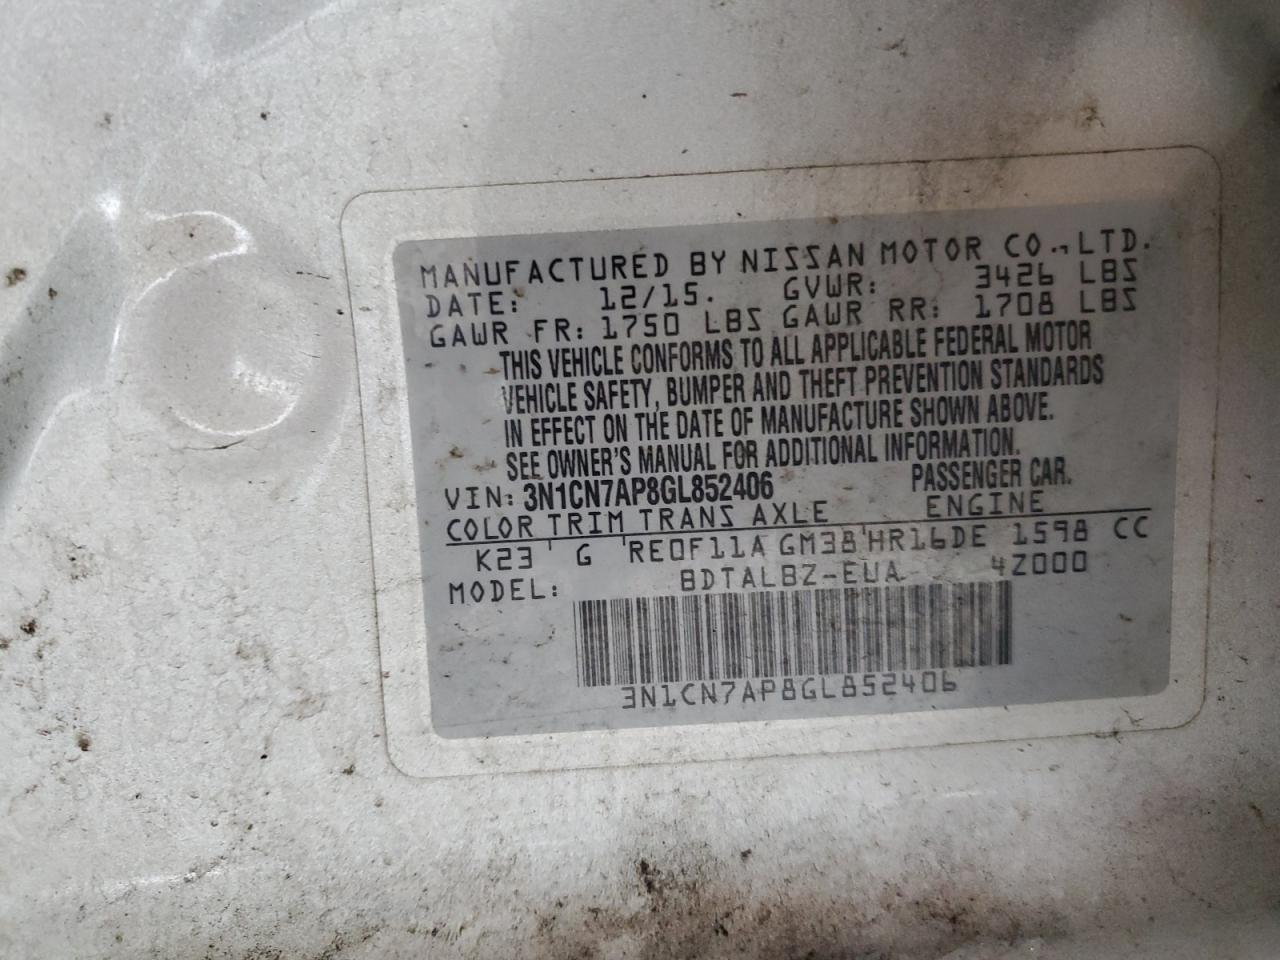 MANUFACTURED BY NISSAN MOTOR CO., LTD.
DATE: 12/15. GVWR: 3426 LBS
GAWR FR: 1750 LBS GAWR RR: 1708 LBS
THIS VEHICLE CONFORMS TO ALL APPLICABLE FEDERAL MOTOR
VEHICLE SAFETY, BUMPER AND THEFT PREVENTION STANDARDS
IN EFFECT ON THE DATE OF MANUFACTURE SHOWN ABOVE.
SEE OWNER'S MANUAL FOR ADDITIONAL INFORMATION.
VIN: 3N1CN7AP8GL852406 PASSENGER CAR.
COLOR TRIM TRANS AXLE ENGINE
K23 G RE0F11A GM38 HR16DE 1598 CC
MODEL: BDTALBZ-EUA 4Z000
3N1CN7AP8GL852406